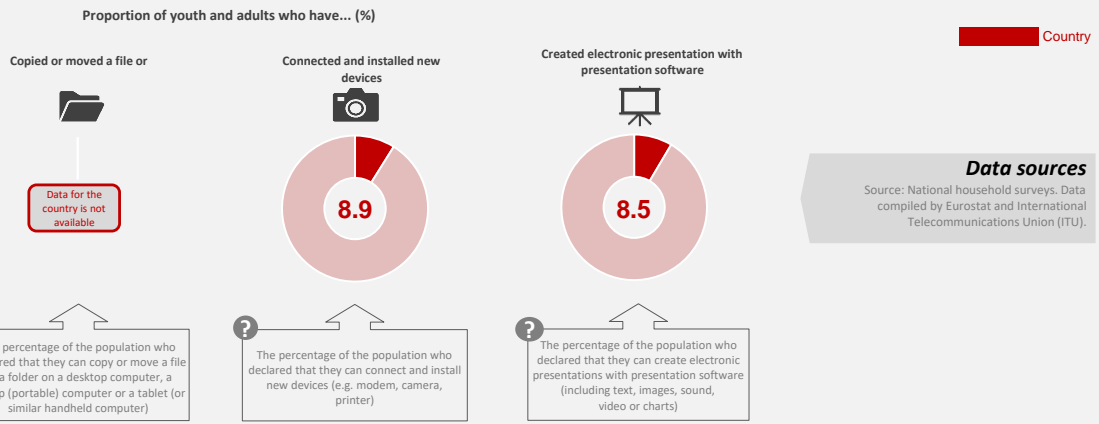 Proportion of youth and adults who have... (%)
Country
Copied or moved a file or
Connected and installed new
devices
Created electronic presentation with
presentation software
Data for the
country is not
available
8.9
8.5
Data sources
Source: National household surveys. Data
compiled by Eurostat and International
Telecommunications Union (ITU).
percentage of the population who
red that they can copy or move a file
a folder on a desktop computer, a
p (portable) computer or a tablet (or
similar handheld computer)
?
The percentage of the population who
declared that they can connect and install
new devices (e.g. modem, camera,
printer)
?
The percentage of the population who
declared that they can create electronic
presentations with presentation software
(including text, images, sound,
video or charts)